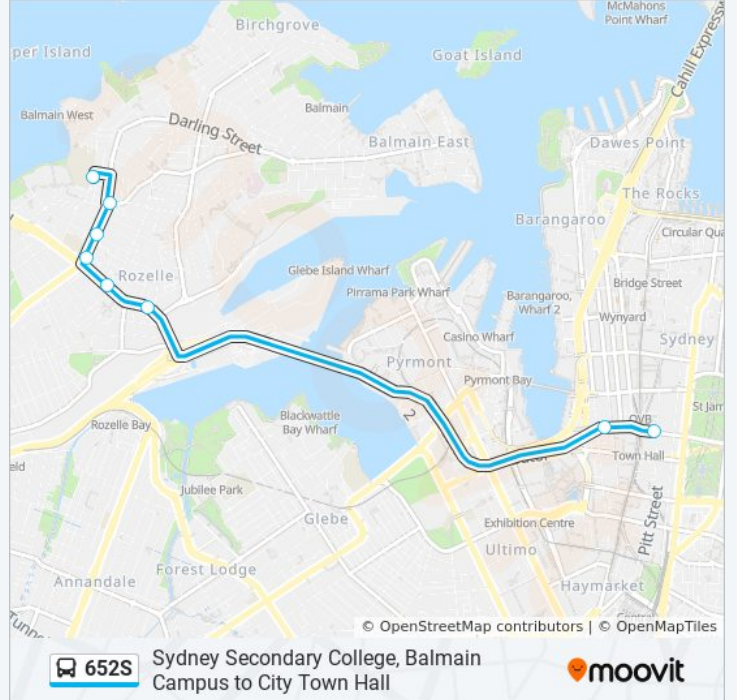 McMahons
Point Wharf
Birchgrove
Cahill Express
per Island
Goat Island
Balmain
Balmain West
Darling Street
Balmain East
Dawes Point
The Rocks
Barangaroo
Circular Qua
Rozelle
Glebe Island Wharf
Bridge Street
Pirrama Park Wharf
Barangaroo,
Wharf 2
Wynyard
Casino Wharf
Sydney
Pyrmont
Pyrmont Bay
2
Blackwattle
Bay Wharf
QVB
St Jam
Rozelle Bay
Town Hall
eld
Jubilee Park
Pitt Street
Glebe
Exhibition Centre
Ultimo
Forest Lodge
Annandale
Haymarket
Tunne
© OpenStreetMap contributors | © OpenMapTiles
652S
Sydney Secondary College, Balmain
Campus to City Town Hall
moovit